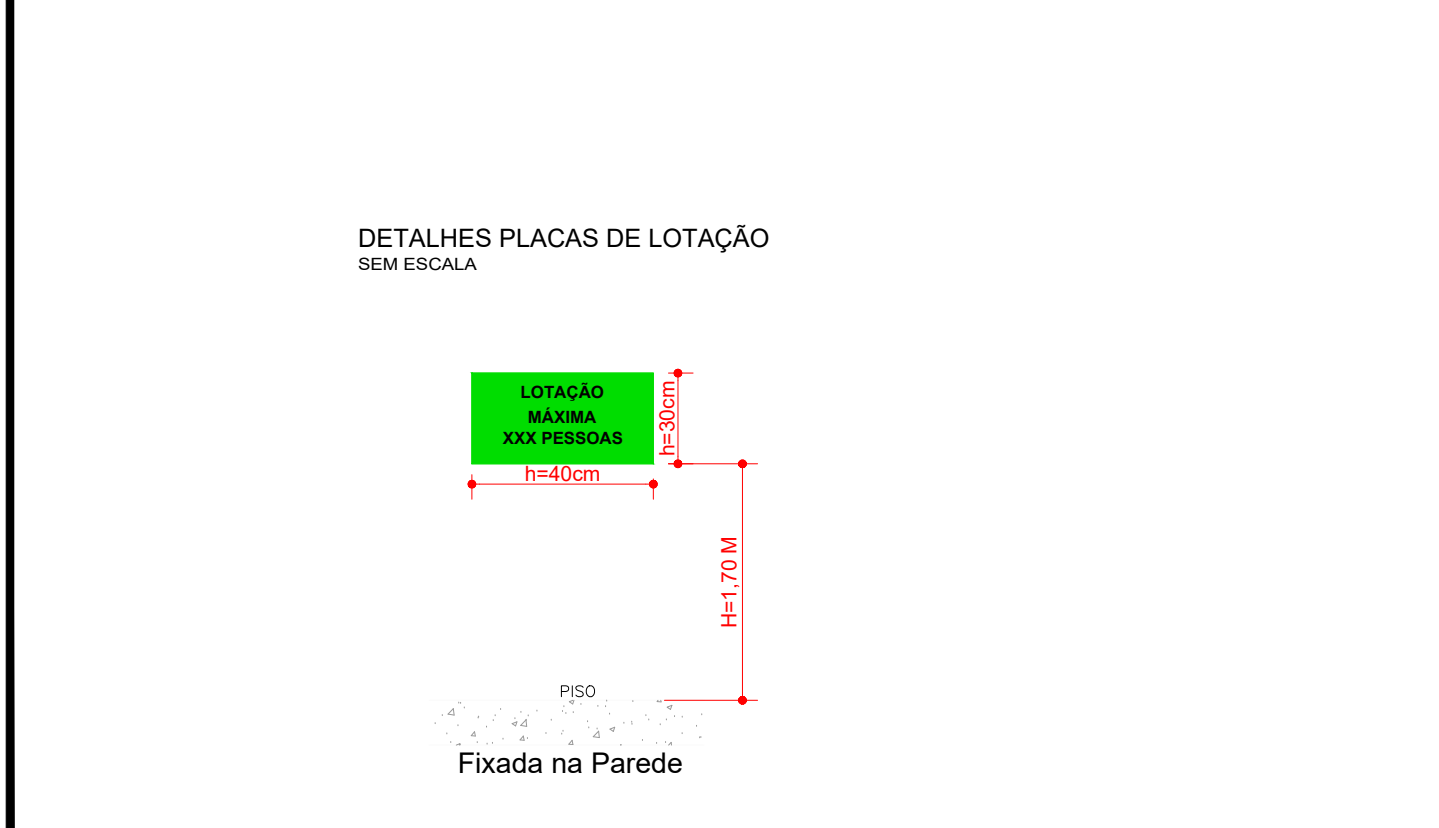 DETALHES PLACAS DE LOTAÇÃO
SEM ESCALA
LOTAÇÃO
MÁXIMA
XXX PESSOAS
h=30cm
h=40cm
H=1,70 M
PISO
Fixada na Parede